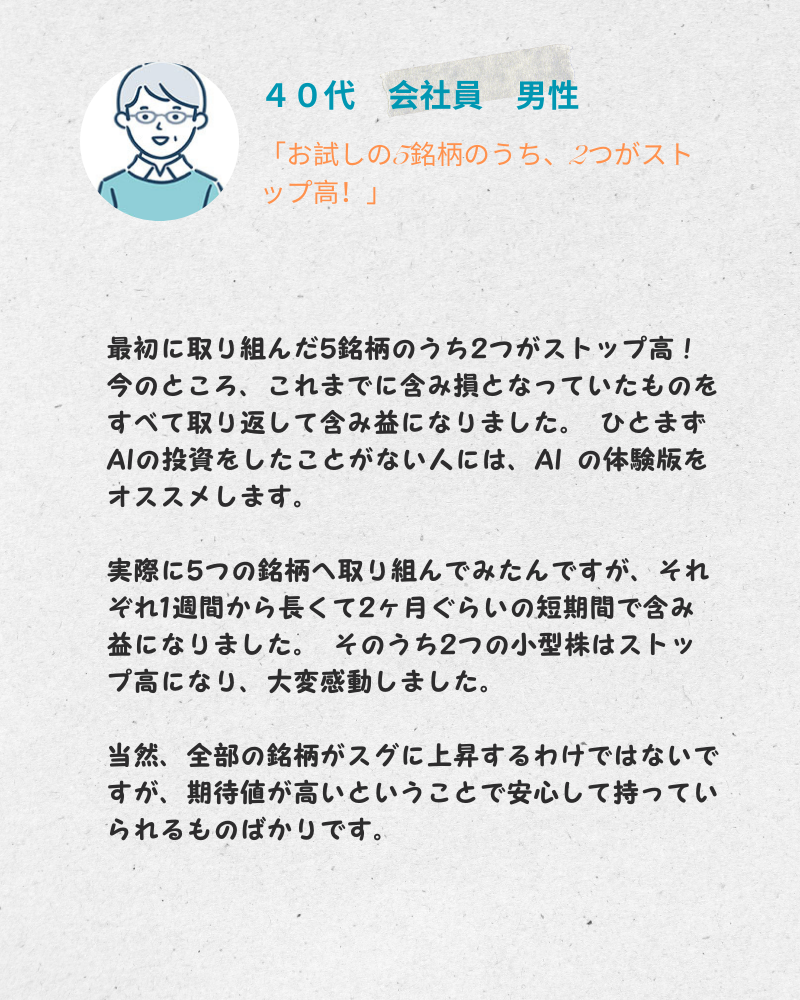 ４０代　会社員　男性
「お試しの5銘柄のうち、2つがスト
ップ高！」
最初に取り組んだ5銘柄のうち2つがストップ高！
今のところ、これまでに含み損となっていたものを
すべて取り返して含み益になりました。 ひとまず
AIの投資をしたことがない人には、AI の体験版を
オススメします。
実際に5つの銘柄へ取り組んでみたんですが、それ
ぞれ1週間から長くて2ヶ月ぐらいの短期間で含み
益になりました。 そのうち2つの小型株はストッ
プ高になり、大変感動しました。
当然、全部の銘柄がスグに上昇するわけではないで
すが、期待値が高いということで安心して持ってい
られるものばかりです。